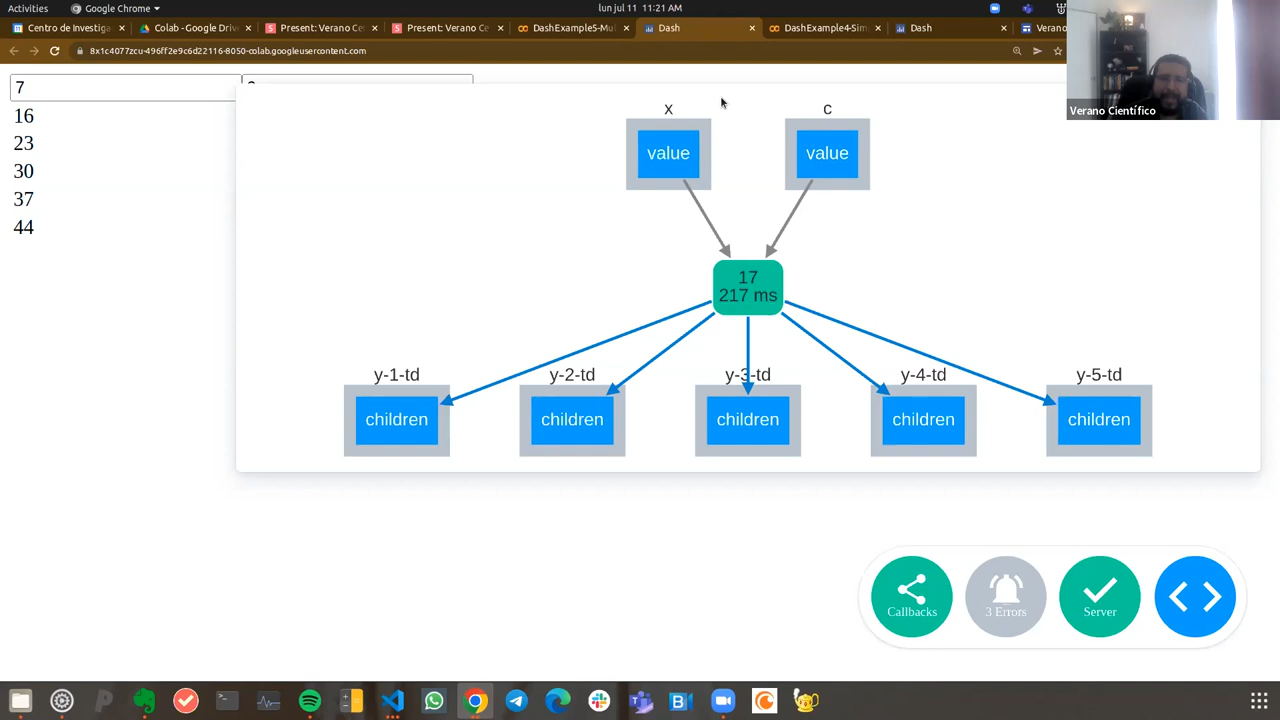 Activities
Google Chrome
lun jul 11 11:21 AM
Centro de Investiga
Colab - Google Driv
Present: Verano Ce
Present: Verano Ce
DashExample5-Mul
Dash
DashExample4-Sim
Dash
Verano
8x1c4077zcu-496ff2e9c6d22116-8050-colab.googleusercontent.com
Verano Científico
7
16
23
30
37
44
x
c
value
value
17
217 ms
y-1-td
y-2-td
y-3-td
y-4-td
y-5-td
children
children
children
children
children
Callbacks
3 Errors
Server